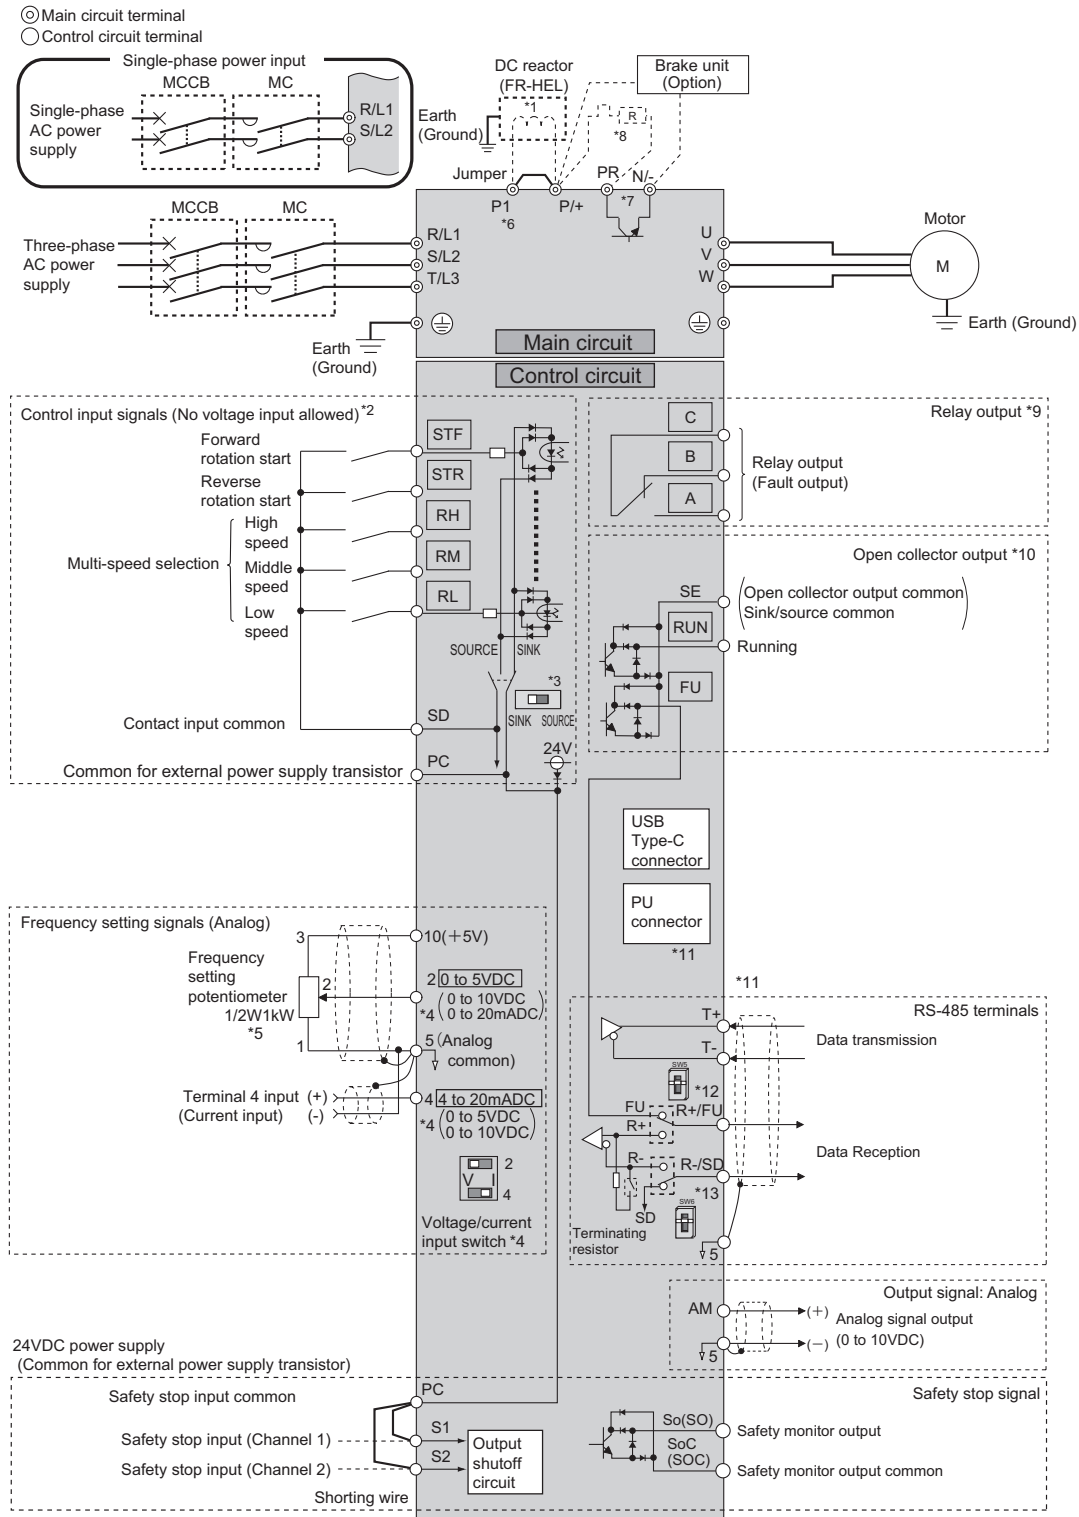 Main circuit terminal
Control circuit terminal
Single-phase power input
MCCB
MC
Single-phase
AC power
supply
R/L1
S/L2
Earth
(Ground)
DC reactor
(FR-HEL)
*1
Brake unit
(Option)
R
*8
Jumper
P1
*6
P/+
PR
*7
N/-
MCCB
MC
Three-phase
AC power
supply
R/L1
S/L2
T/L3
U
V
W
Motor
M
Earth (Ground)
Earth
(Ground)
Main circuit
Control circuit
Control input signals (No voltage input allowed) *2
Forward
rotation start
Reverse
rotation start
Multi-speed selection
High
speed
Middle
speed
Low
speed
STF
STR
RH
RM
RL
SOURCE
SINK
*3
SINK
SOURCE
Contact input common
SD
24V
Common for external power supply transistor
PC
Relay output *9
C
B
A
Relay output
(Fault output)
Open collector output *10
SE
Open collector output common
Sink/source common
RUN
Running
FU
USB
Type-C
connector
PU
connector
*11
Frequency setting signals (Analog)
Frequency
setting
potentiometer
1/2W1kW
*5
3
2
1
10(+5V)
2 0 to 5VDC
*4 (0 to 10VDC
0 to 20mADC)
5(Analog
common)
Terminal 4 input (+)
(Current input) (-)
4 4 to 20mADC
*4 (0 to 5VDC
0 to 10VDC)
2
V I
4
Voltage/current
input switch *4
*11
RS-485 terminals
T+
T-
Data transmission
SW5
*12
FU
R+
R+/FU
R-
R-/SD
*13
SD
SW6
Data Reception
Terminating
resistor
5
Output signal: Analog
AM
(+)
Analog signal output
(−) (0 to 10VDC)
5
24VDC power supply
(Common for external power supply transistor)
Safety stop signal
Safety stop input common
PC
Safety stop input (Channel 1)
S1
Safety stop input (Channel 2)
S2
Shorting wire
Output
shutoff
circuit
So(SO)
Safety monitor output
SoC
(SOC)
Safety monitor output common